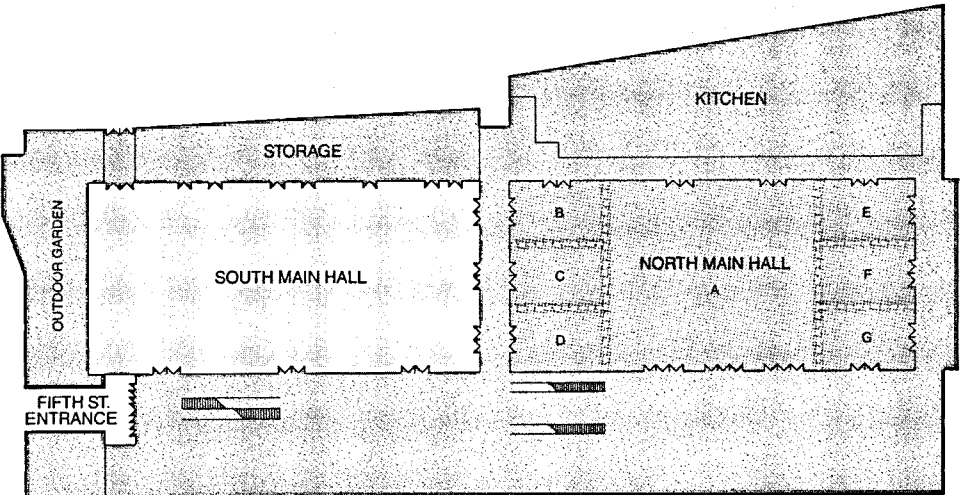 KITCHEN
STORAGE
OUTDOOR GARDEN
SOUTH MAIN HALL
B
C
D
NORTH MAIN HALL
A
E
F
G
FIFTH ST.
ENTRANCE